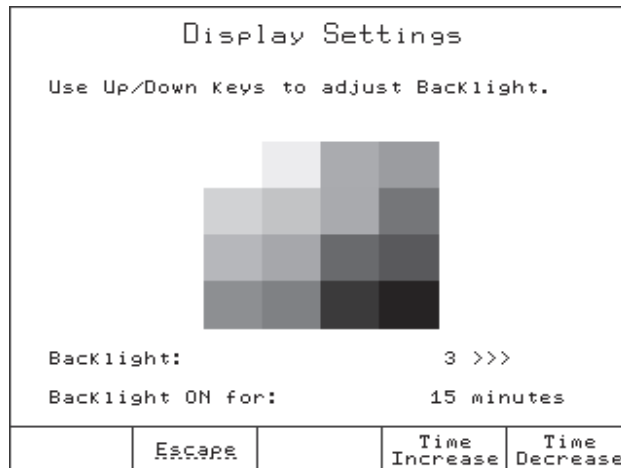 Display Settings
Use Up/Down Keys to adjust Backlight.
Backlight: 3 >>>
Backlight ON for: 15 minutes
Escape
Time Increase
Time Decrease